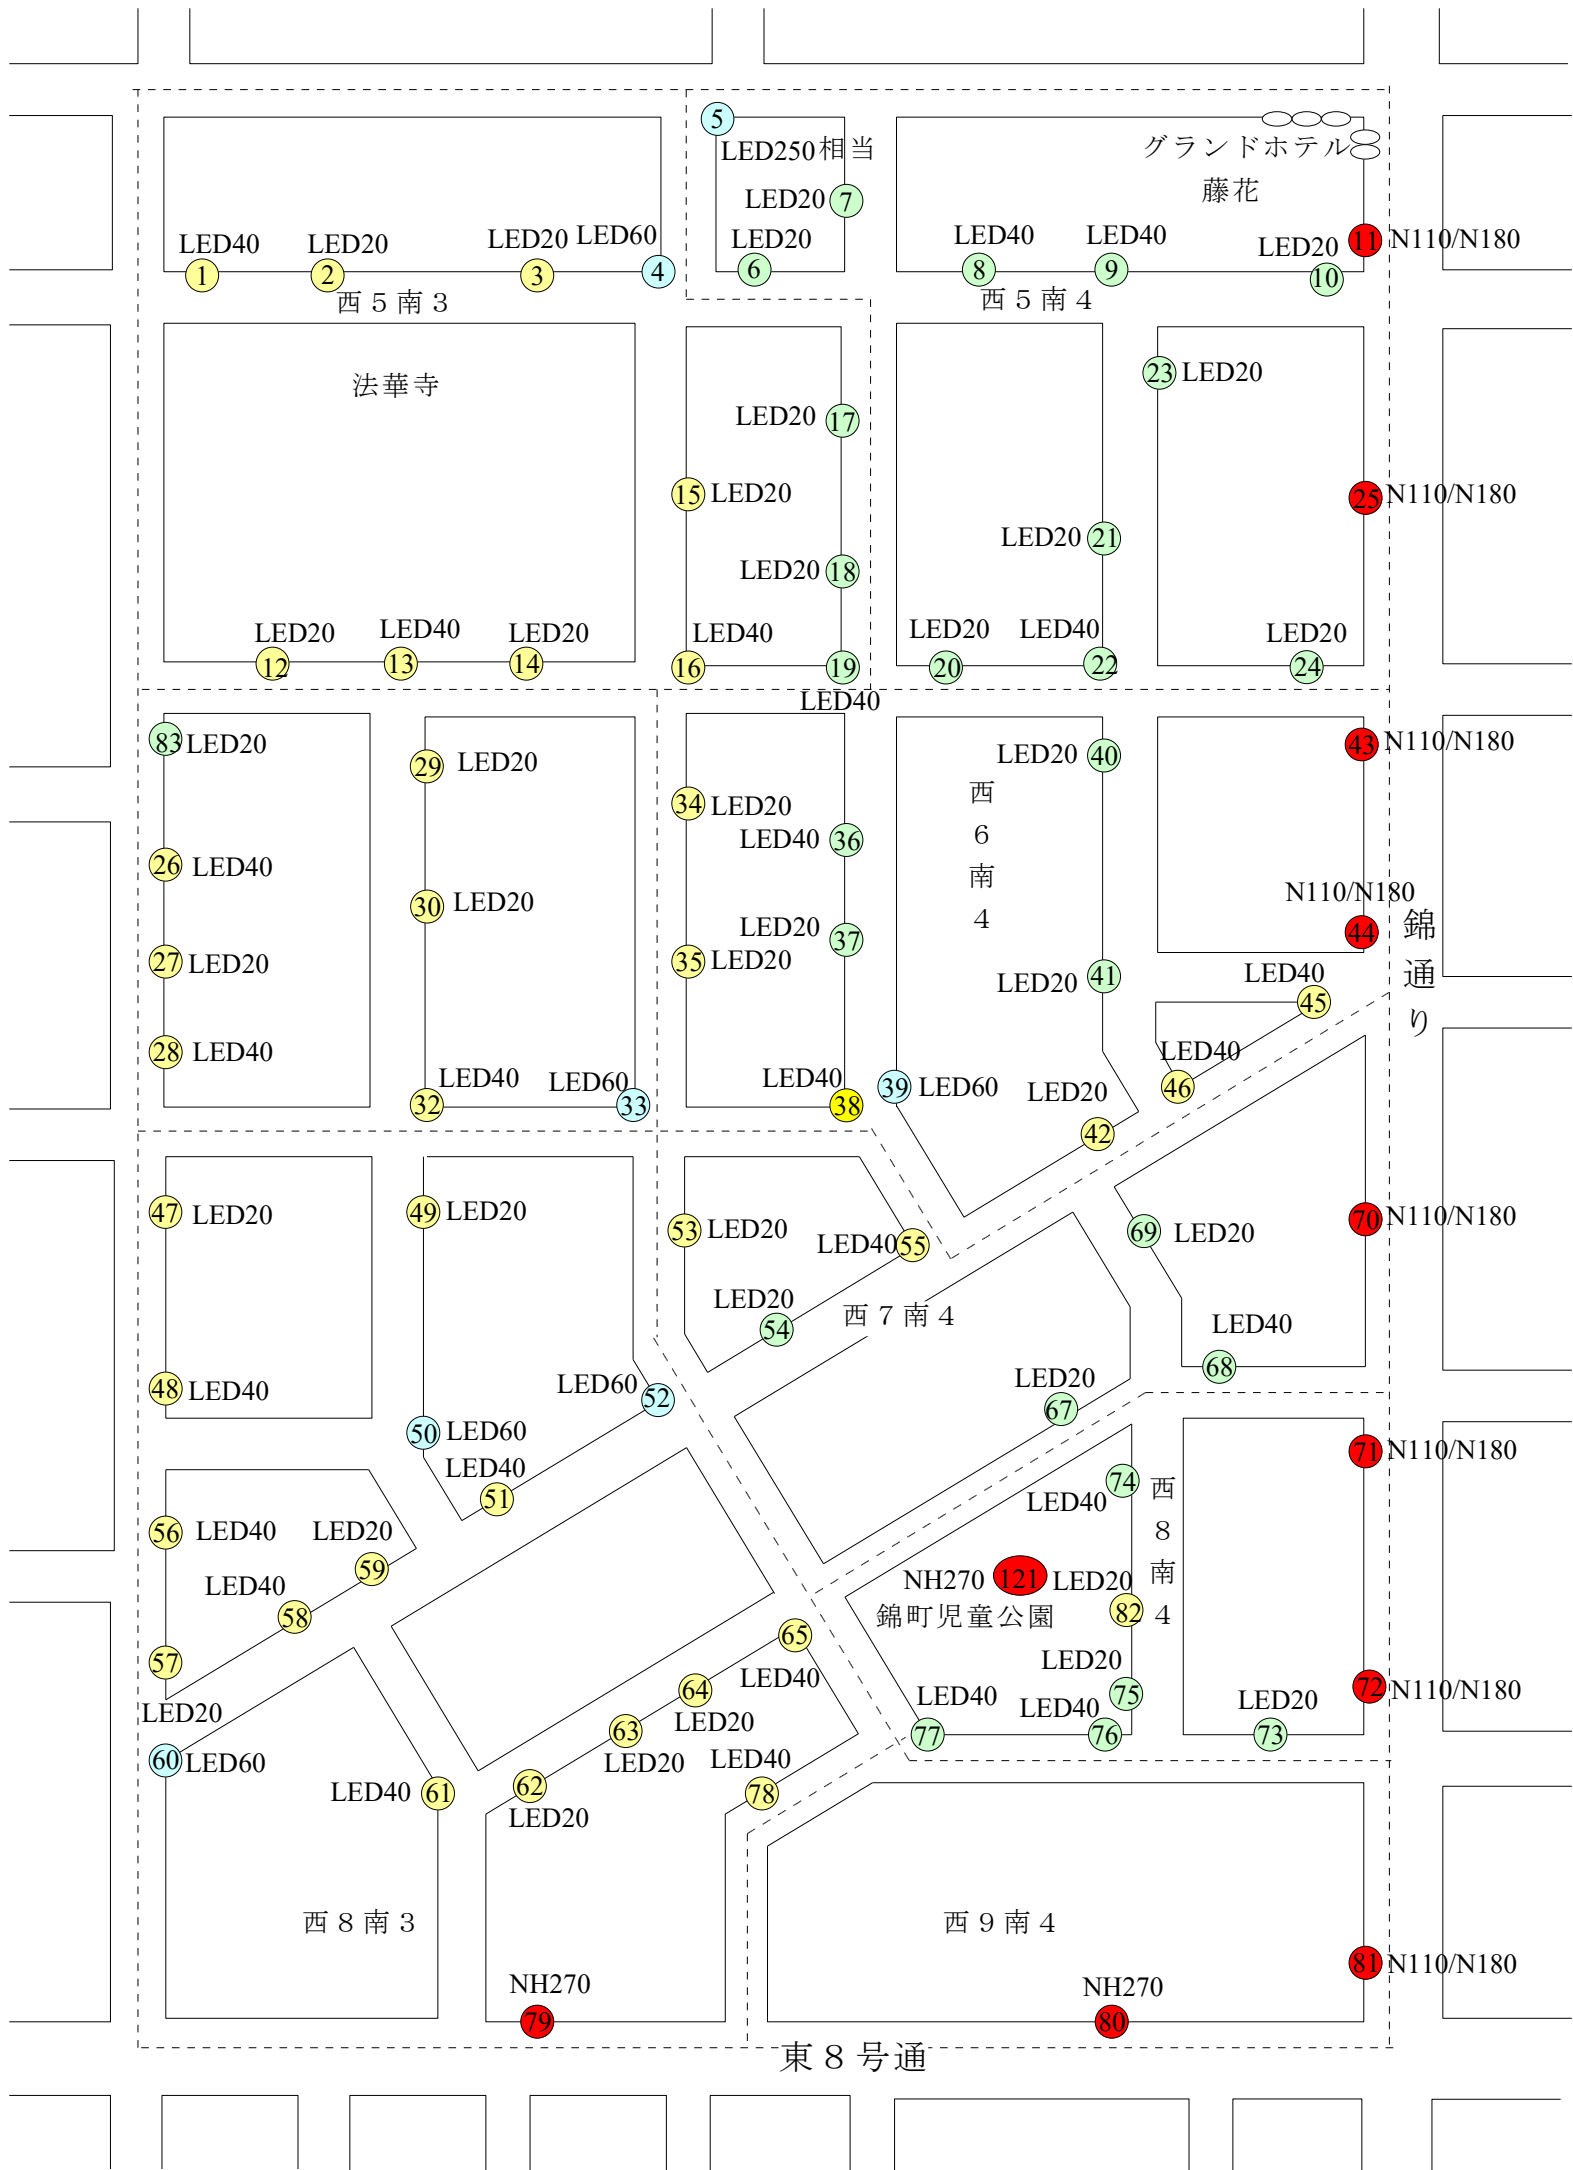 5
LED250相当
グランドホテル
藤花
LED20 7
LED40 1
LED20 2
LED20 3
LED60 4
LED20 6
LED40 8
LED40 9
LED20 10
11 N110/N180
西5南3
西5南4
法華寺
23 LED20
LED20 17
15 LED20
25 N110/N180
LED20 21
LED20 18
LED20 12
LED40 13
LED20 14
LED40 16
19
LED40
LED20 20
LED40 22
LED20 24
83 LED20
29 LED20
LED20 40
43 N110/N180
34 LED20
LED40 36
西6南4
26 LED40
30 LED20
LED20 37
N110/N180
44
錦通り
27 LED20
35 LED20
LED20 41
LED40
45
28 LED40
LED40
46
LED40
32
LED60
33
LED40
38
39 LED60
LED20
42
47 LED20
49 LED20
53 LED20
LED40 55
69 LED20
70 N110/N180
LED20
54
西7南4
LED40
68
48 LED40
LED60 52
LED20
67
50 LED60
71 N110/N180
LED40
51
74
LED40
西8南4
56 LED40
LED20
59
NH270 121
LED20
82
錦町児童公園
LED40
58
57
LED20
65
LED40
64
LED20
63
LED20
LED20
75
72 N110/N180
LED40
77
LED40
76
LED20
73
60 LED60
LED40 61
62
LED20
LED40
78
西8南3
西9南4
81 N110/N180
NH270
79
NH270
80
東8号通